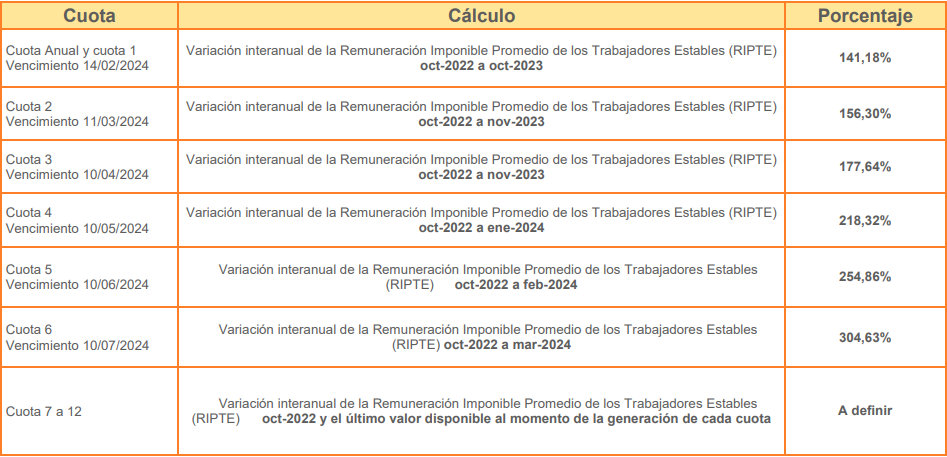 Cuota
Cálculo
Porcentaje
Cuota Anual y cuota 1
Vencimiento 14/02/2024
Variación interanual de la Remuneración Imponible Promedio de los Trabajadores Estables (RIPTE)
oct-2022 a oct-2023
141,18%
Cuota 2
Vencimiento 11/03/2024
Variación interanual de la Remuneración Imponible Promedio de los Trabajadores Estables (RIPTE)
oct-2022 a nov-2023
156,30%
Cuota 3
Vencimiento 10/04/2024
Variación interanual de la Remuneración Imponible Promedio de los Trabajadores Estables (RIPTE)
oct-2022 a nov-2023
177,64%
Cuota 4
Vencimiento 10/05/2024
Variación interanual de la Remuneración Imponible Promedio de los Trabajadores Estables (RIPTE)
oct-2022 a ene-2024
218,32%
Cuota 5
Vencimiento 10/06/2024
Variación interanual de la Remuneración Imponible Promedio de los Trabajadores Estables
(RIPTE) oct-2022 a feb-2024
254,86%
Cuota 6
Vencimiento 10/07/2024
Variación interanual de la Remuneración Imponible Promedio de los Trabajadores Estables
(RIPTE) oct-2022 a mar-2024
304,63%
Cuota 7 a 12
Variación interanual de la Remuneración Imponible Promedio de los Trabajadores Estables
(RIPTE) oct-2022 y el último valor disponible al momento de la generación de cada cuota
A definir